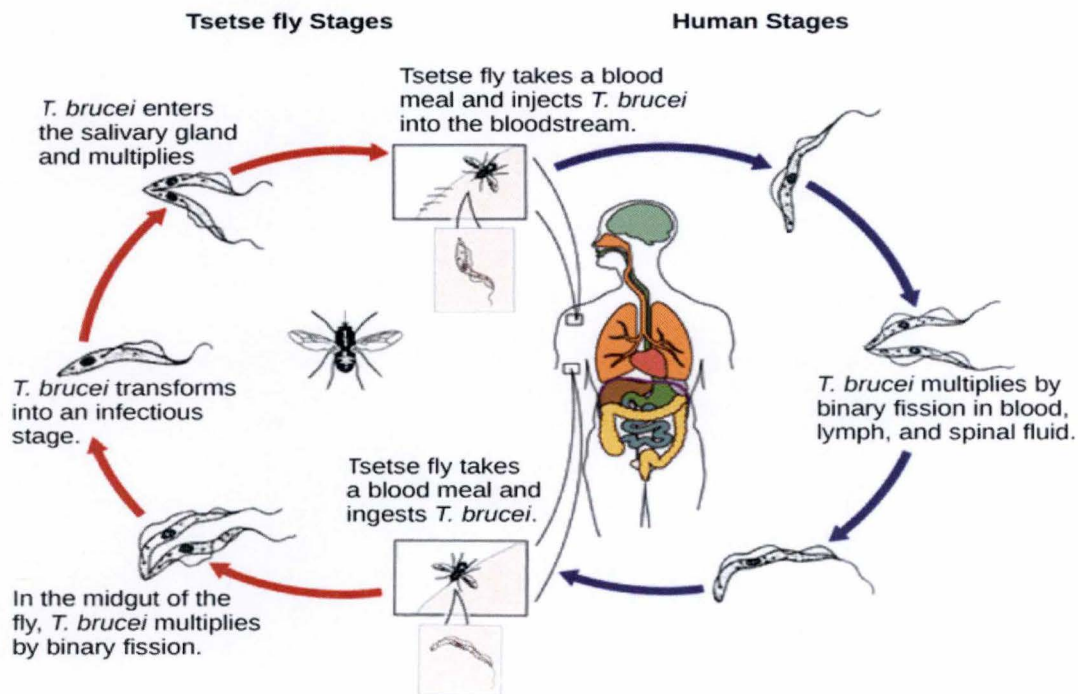 Tsetse fly Stages
Human Stages
Tsetse fly takes a blood
meal and injects T. brucei
into the bloodstream.
T. brucei enters
the salivary gland
and multiplies
T. brucei transforms
into an infectious
stage.
T. brucei multiplies by
binary fission in blood,
lymph, and spinal fluid.
Tsetse fly takes
a blood meal and
ingests T. brucei.
In the midgut of the
fly, T. brucei multiplies
by binary fission.